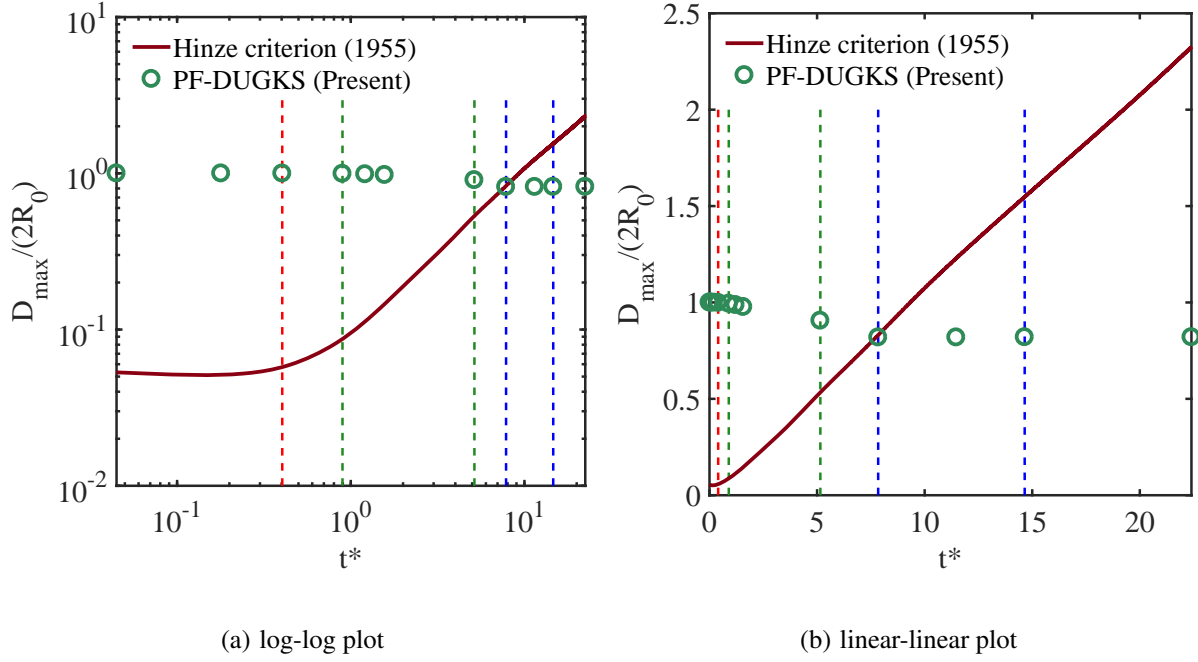 Hinze criterion (1955)
PF-DUGKS (Present)
D_max/(2R_0)
10^1
10^0
10^-1
10^-2
10^-1 10^0 10^1
t*
(a) log-log plot
Hinze criterion (1955)
PF-DUGKS (Present)
D_max/(2R_0)
2.5
2
1.5
1
0.5
0
0 5 10 15 20
t*
(b) linear-linear plot